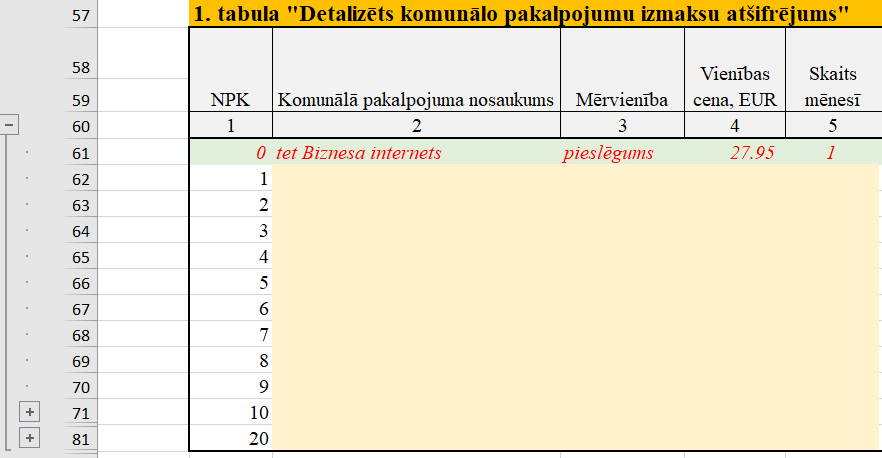 57 1. tabula "Detalizēts komunālo pakalpojumu izmaksu atšifrējums"
58 Vienības Skaits
59 NPK Komunālā pakalpojuma nosaukums Mērvienība cena, EUR mēnesī
60 1 2 3 4 5
61 0 tet Biznesa internets pieslēgums 27.95 1
62 1
63 2
64 3
65 4
66 5
67 6
68 7
69 8
70 9
71 10
81 20